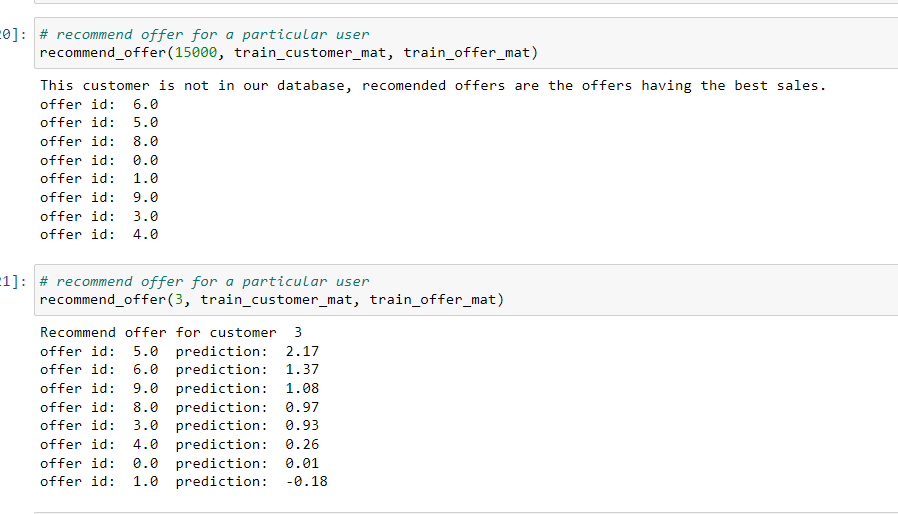 0]: # recommend offer for a particular user
recommend_offer(15000, train_customer_mat, train_offer_mat)
This customer is not in our database, recomended offers are the offers having the best sales.
offer id:  6.0
offer id:  5.0
offer id:  8.0
offer id:  0.0
offer id:  1.0
offer id:  9.0
offer id:  3.0
offer id:  4.0
1]: # recommend offer for a particular user
recommend_offer(3, train_customer_mat, train_offer_mat)
Recommend offer for customer  3
offer id:  5.0  prediction:  2.17
offer id:  6.0  prediction:  1.37
offer id:  9.0  prediction:  1.08
offer id:  8.0  prediction:  0.97
offer id:  3.0  prediction:  0.93
offer id:  4.0  prediction:  0.26
offer id:  0.0  prediction:  0.01
offer id:  1.0  prediction:  -0.18